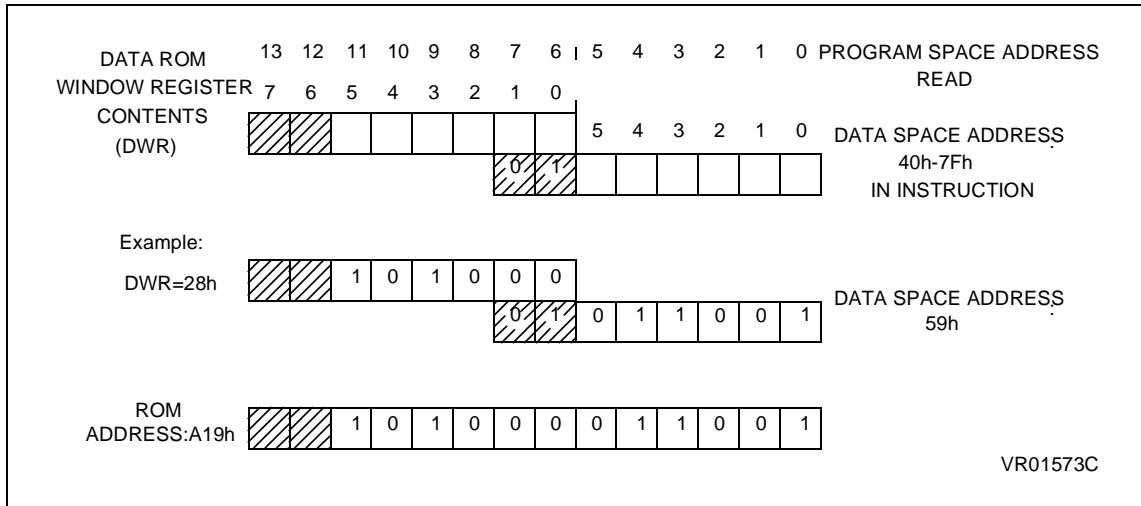 13 12 11 10 9 8 7 6 5 4 3 2 1 0 PROGRAM SPACE ADDRESS
READ
DATA ROM
WINDOW REGISTER
CONTENTS
(DWR)
7 6 5 4 3 2 1 0
5 4 3 2 1 0
DATA SPACE ADDRESS
40h-7Fh
IN INSTRUCTION
0 1
Example:
DWR=28h
1 0 1 0 0 0
0 1 0 1 1 0 0 1
DATA SPACE ADDRESS
59h
ROM
ADDRESS:A19h
1 0 1 0 0 0 0 1 1 0 0 1
VR01573C